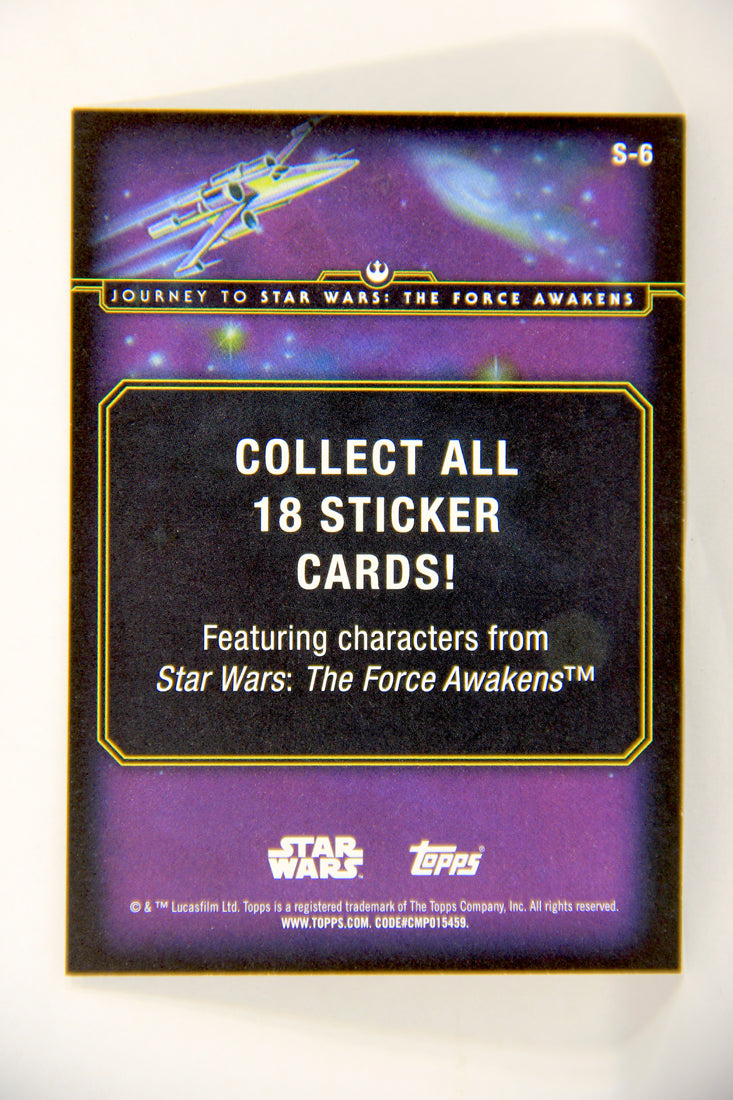 S-6
JOURNEY TO STAR WARS: THE FORCE AWAKENS
COLLECT ALL
18 STICKER
CARDS!
Featuring characters from
Star Wars: The Force Awakens™
STAR WARS
Topps®
© & ™ Lucasfilm Ltd. Topps is a registered trademark of The Topps Company, Inc. All rights reserved.
WWW.TOPPS.COM. CODE#CMP015459.